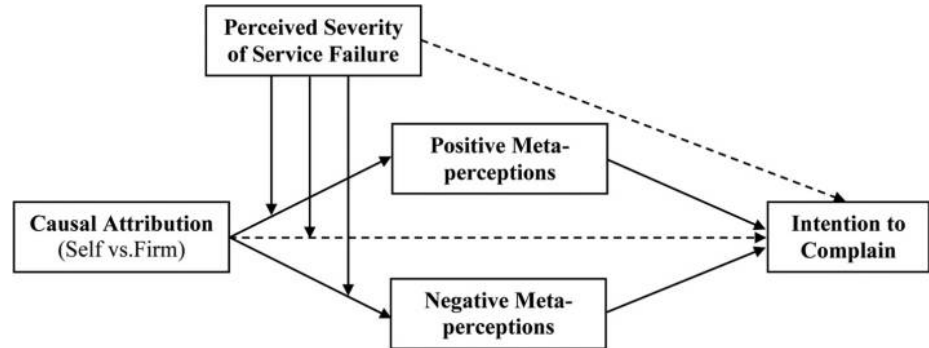 Perceived Severity
of Service Failure
Positive Meta-
perceptions
Causal Attribution
(Self vs.Firm)
Intention to
Complain
Negative Meta-
perceptions